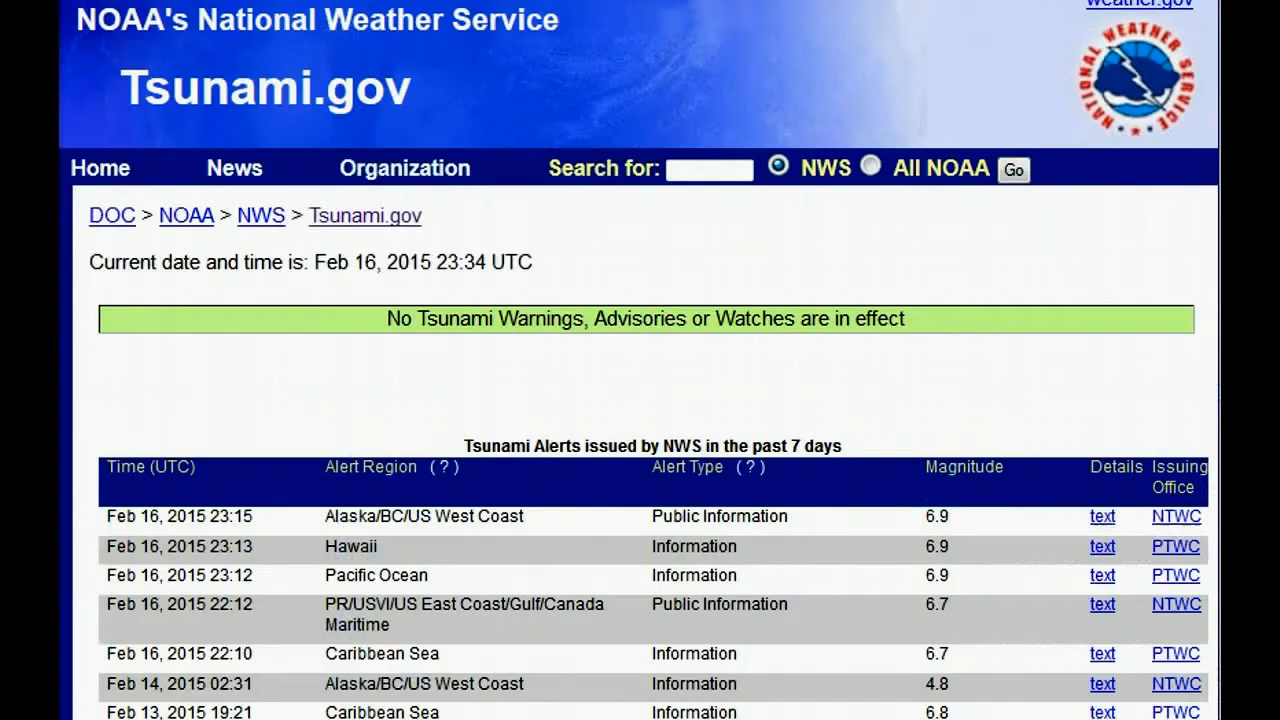 weather.gov
NOAA's National Weather Service
Tsunami.gov
NATIONAL WEATHER SERVICE
Home News Organization Search for: NWS All NOAA Go
DOC > NOAA > NWS > Tsunami.gov
Current date and time is: Feb 16, 2015 23:34 UTC
No Tsunami Warnings, Advisories or Watches are in effect
Tsunami Alerts issued by NWS in the past 7 days
Time (UTC) Alert Region ( ? ) Alert Type ( ? ) Magnitude Details Issuing
Office
Feb 16, 2015 23:15 Alaska/BC/US West Coast Public Information 6.9 text NTWC
Feb 16, 2015 23:13 Hawaii Information 6.9 text PTWC
Feb 16, 2015 23:12 Pacific Ocean Information 6.9 text PTWC
Feb 16, 2015 22:12 PR/USVI/US East Coast/Gulf/Canada Public Information 6.7 text NTWC
Maritime
Feb 16, 2015 22:10 Caribbean Sea Information 6.7 text PTWC
Feb 14, 2015 02:31 Alaska/BC/US West Coast Information 4.8 text NTWC
Feb 13, 2015 19:21 Caribbean Sea Information 6.8 text PTWC